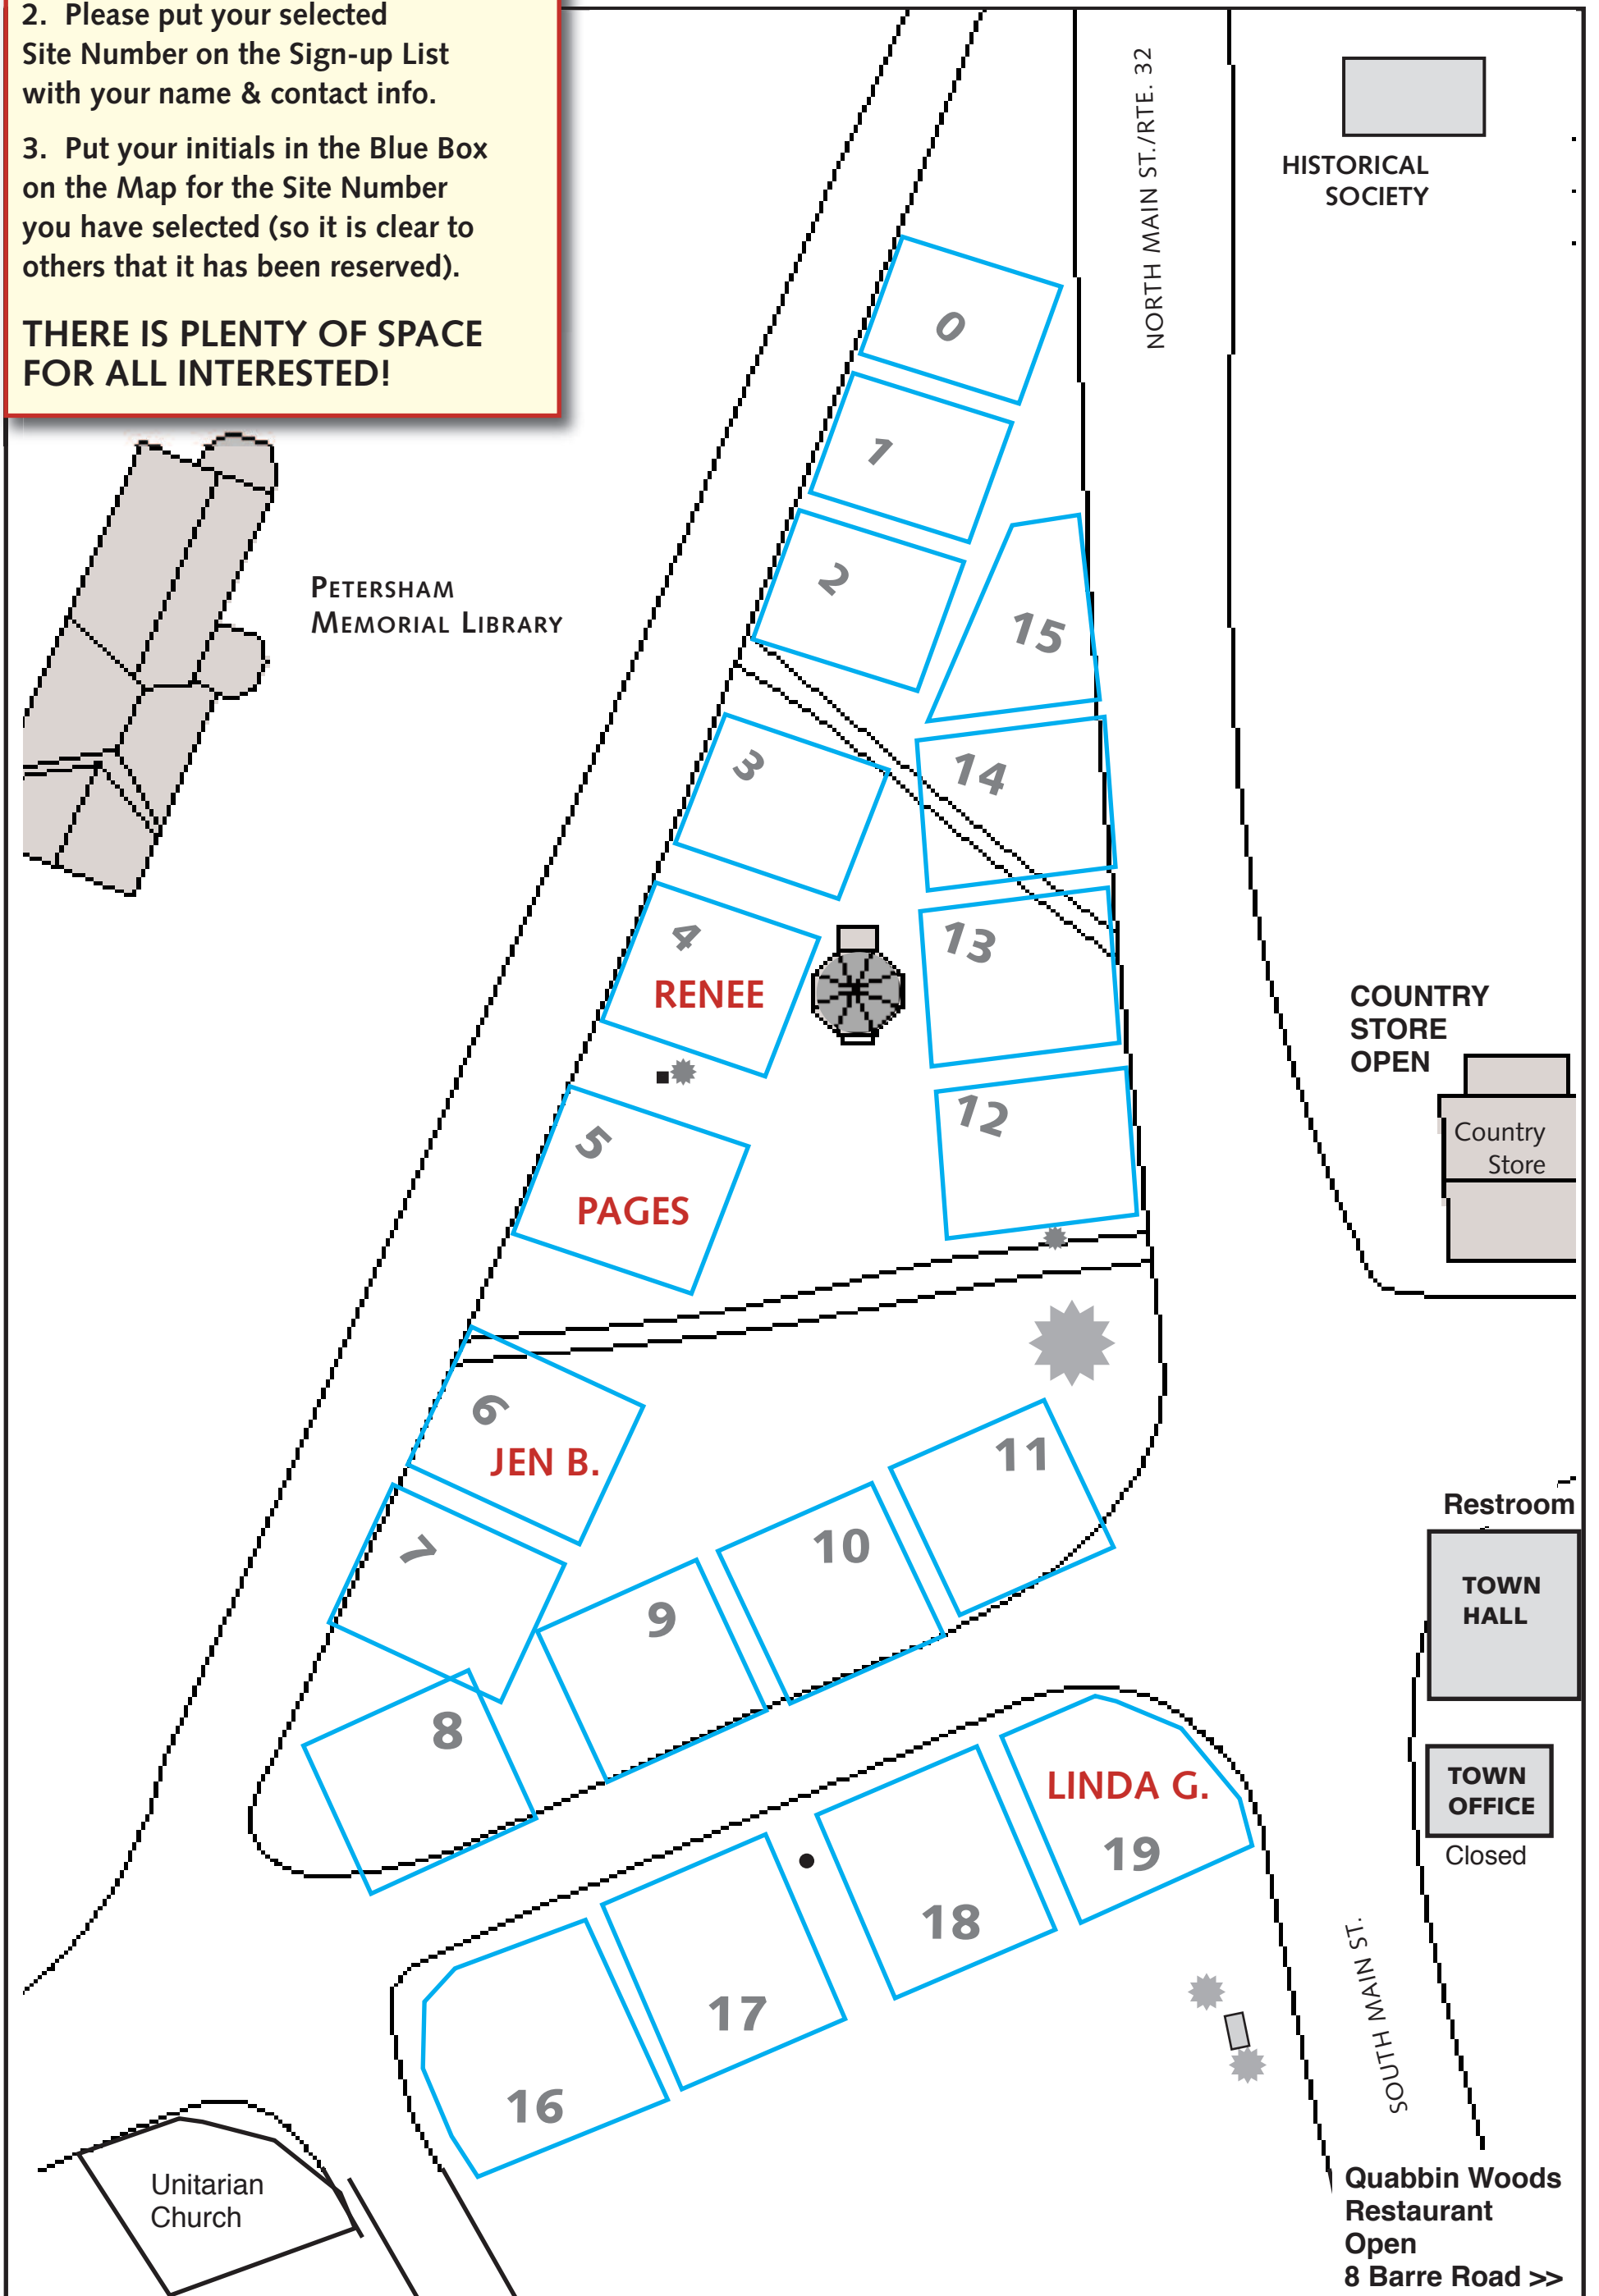 2. Please put your selected
Site Number on the Sign-up List
with your name & contact info.
3. Put your initials in the Blue Box
on the Map for the Site Number
you have selected (so it is clear to
others that it has been reserved).
THERE IS PLENTY OF SPACE
FOR ALL INTERESTED!
NORTH MAIN ST./RTE. 32
HISTORICAL
SOCIETY
0
1
2
15
PETERSHAM
MEMORIAL LIBRARY
3
14
4
RENEE
13
COUNTRY
STORE
OPEN
Country
Store
5
PAGES
12
6
JEN B.
7
11
10
9
8
Restroom
TOWN
HALL
TOWN
OFFICE
Closed
LINDA G.
19
18
17
16
SOUTH MAIN ST.
Unitarian
Church
Quabbin Woods
Restaurant
Open
8 Barre Road >>